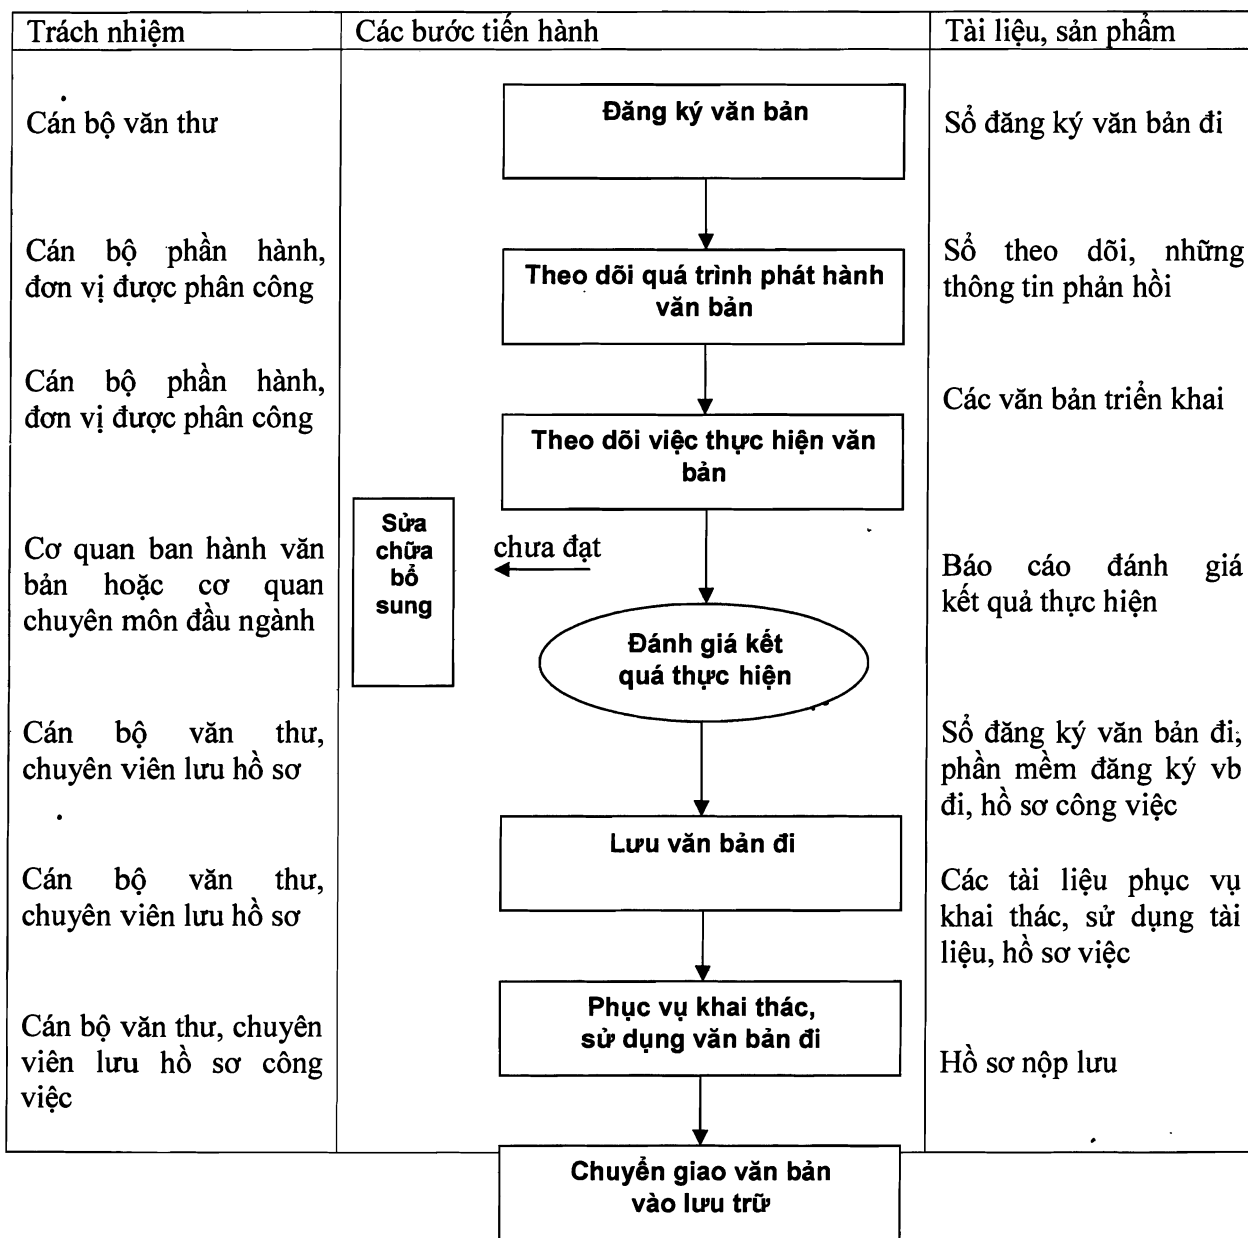 Trách nhiệm
Các bước tiến hành
Tài liệu, sản phẩm
Cán bộ văn thư
Đăng ký văn bản
Sổ đăng ký văn bản đi
Cán bộ phần hành,
đơn vị được phân công
Theo dõi quá trình phát hành
văn bản
Sổ theo dõi, những
thông tin phản hồi
Cán bộ phần hành,
đơn vị được phân công
Theo dõi việc thực hiện văn
bản
Các văn bản triển khai
Cơ quan ban hành văn
bản hoặc cơ quan
chuyên môn đầu ngành
Sửa
chữa
bổ
sung
chưa đạt
Đánh giá kết
quá thực hiện
Báo cáo đánh giá
kết quả thực hiện
Cán bộ văn thư,
chuyên viên lưu hồ sơ
Lưu văn bản đi
Sổ đăng ký văn bản đi,
phần mềm đăng ký vb
đi, hồ sơ công việc
Cán bộ văn thư,
chuyên viên lưu hồ sơ
Phục vụ khai thác,
sử dụng văn bản đi
Các tài liệu phục vụ
khai thác, sử dụng tài
liệu, hồ sơ việc
Cán bộ văn thư, chuyên
viên lưu hồ sơ công
việc
Chuyển giao văn bản
vào lưu trữ
Hồ sơ nộp lưu